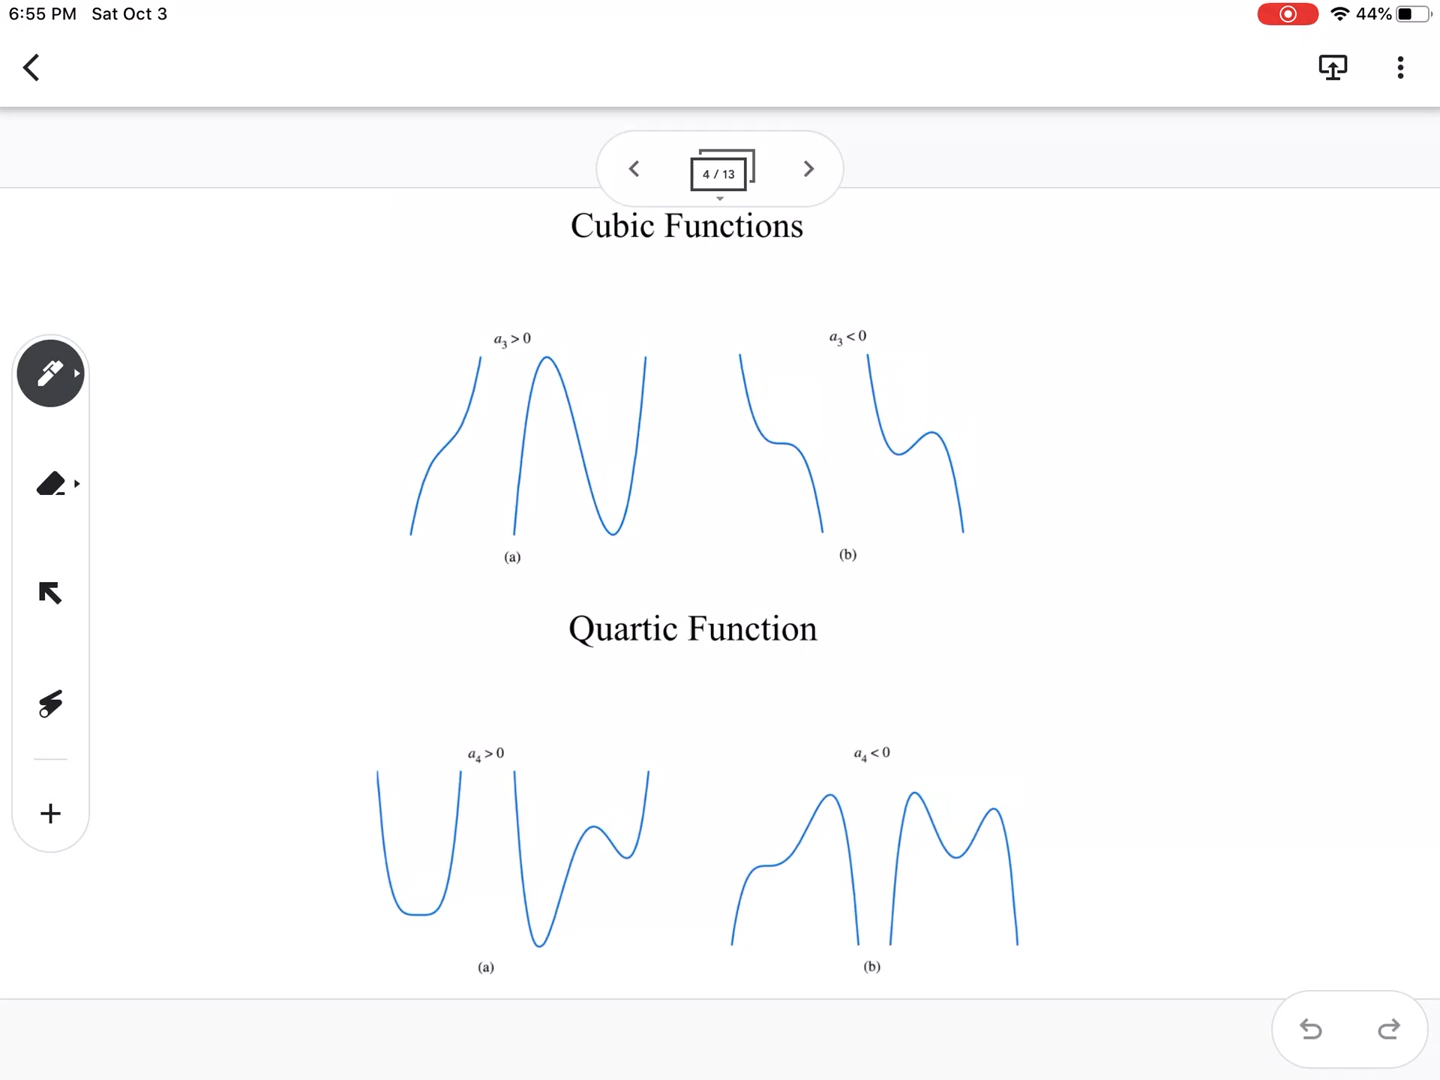 6:55 PM Sat Oct 3
44%
4 / 13
Cubic Functions
a₃ > 0
a₃ < 0
(a)
(b)
Quartic Function
a₄ > 0
a₄ < 0
(a)
(b)